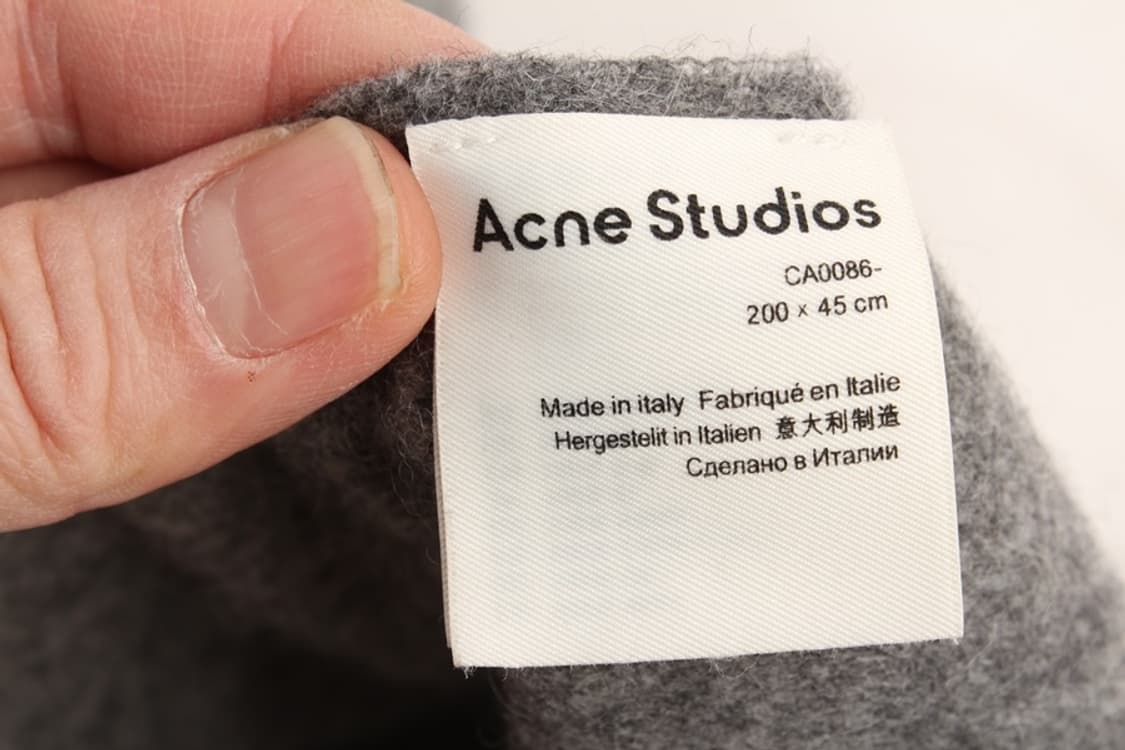 Acne Studios
CA0086-
200 x 45 cm
Made in italy Fabriqué en Italie
Hergestelit in Italien 意大利制造
Сделано в Италии